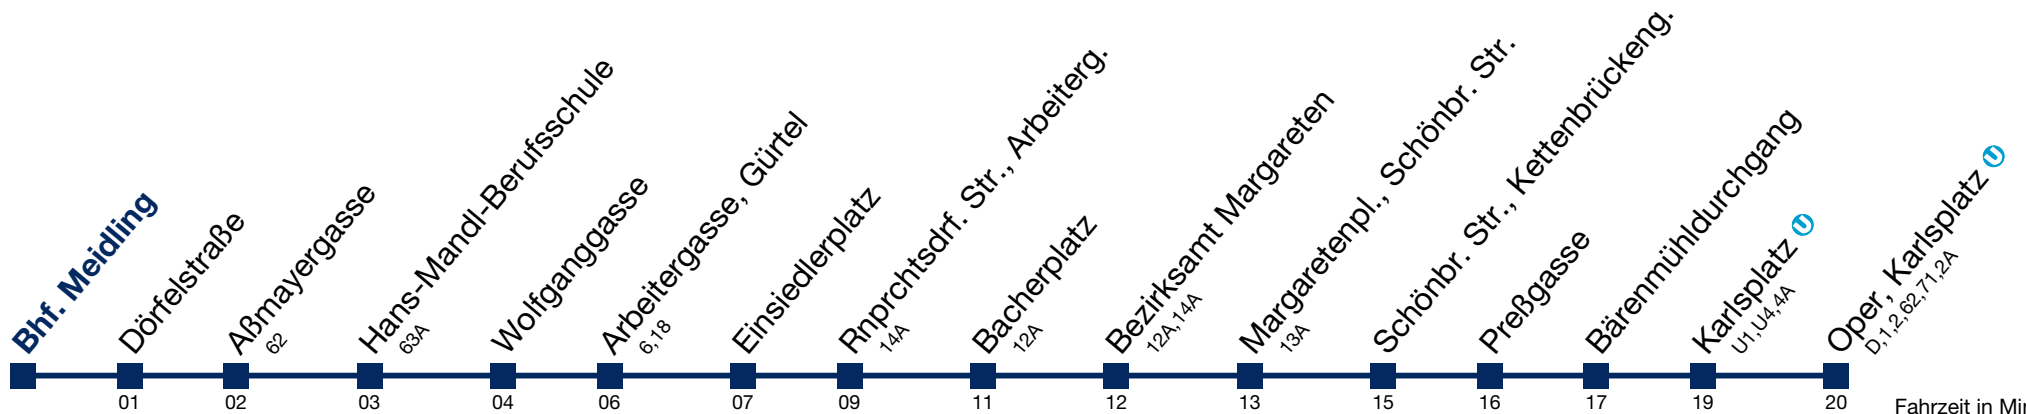 Bhf. Meidling
Dörfelstraße
Aßmayergasse
62
Hans-Mandl-Berufsschule
63A
Wolfganggasse
Arbeitergasse, Gürtel
6,18
Einsiedlerplatz
Rnprchtsdrf. Str., Arbeiterg.
14A
Bacherplatz
12A
Bezirksamt Margareten
12A,14A
Margaretenpl., Schönbr. Str.
13A
Schönbr. Str., Kettenbrückeng.
Preßgasse
Bärenmühldurchgang
Karlsplatz U
U1,U4,4A
Oper, Karlsplatz U
D,1,2,62,71,2A
01 02 03 04 06 07 09 11 12 13 15 16 17 19 20 Fahrzeit in Min